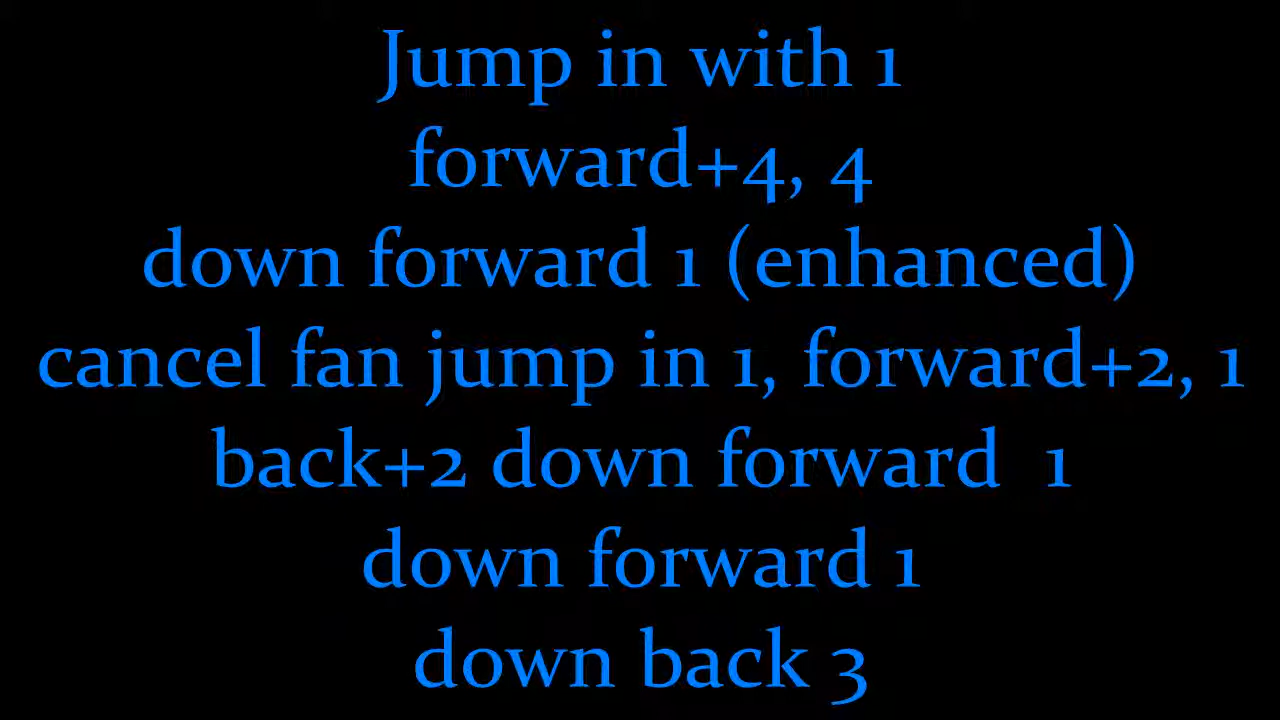 Jump in with 1
forward+4, 4
down forward 1 (enhanced)
cancel fan jump in 1, forward+2, 1
back+2 down forward  1
down forward 1
down back 3